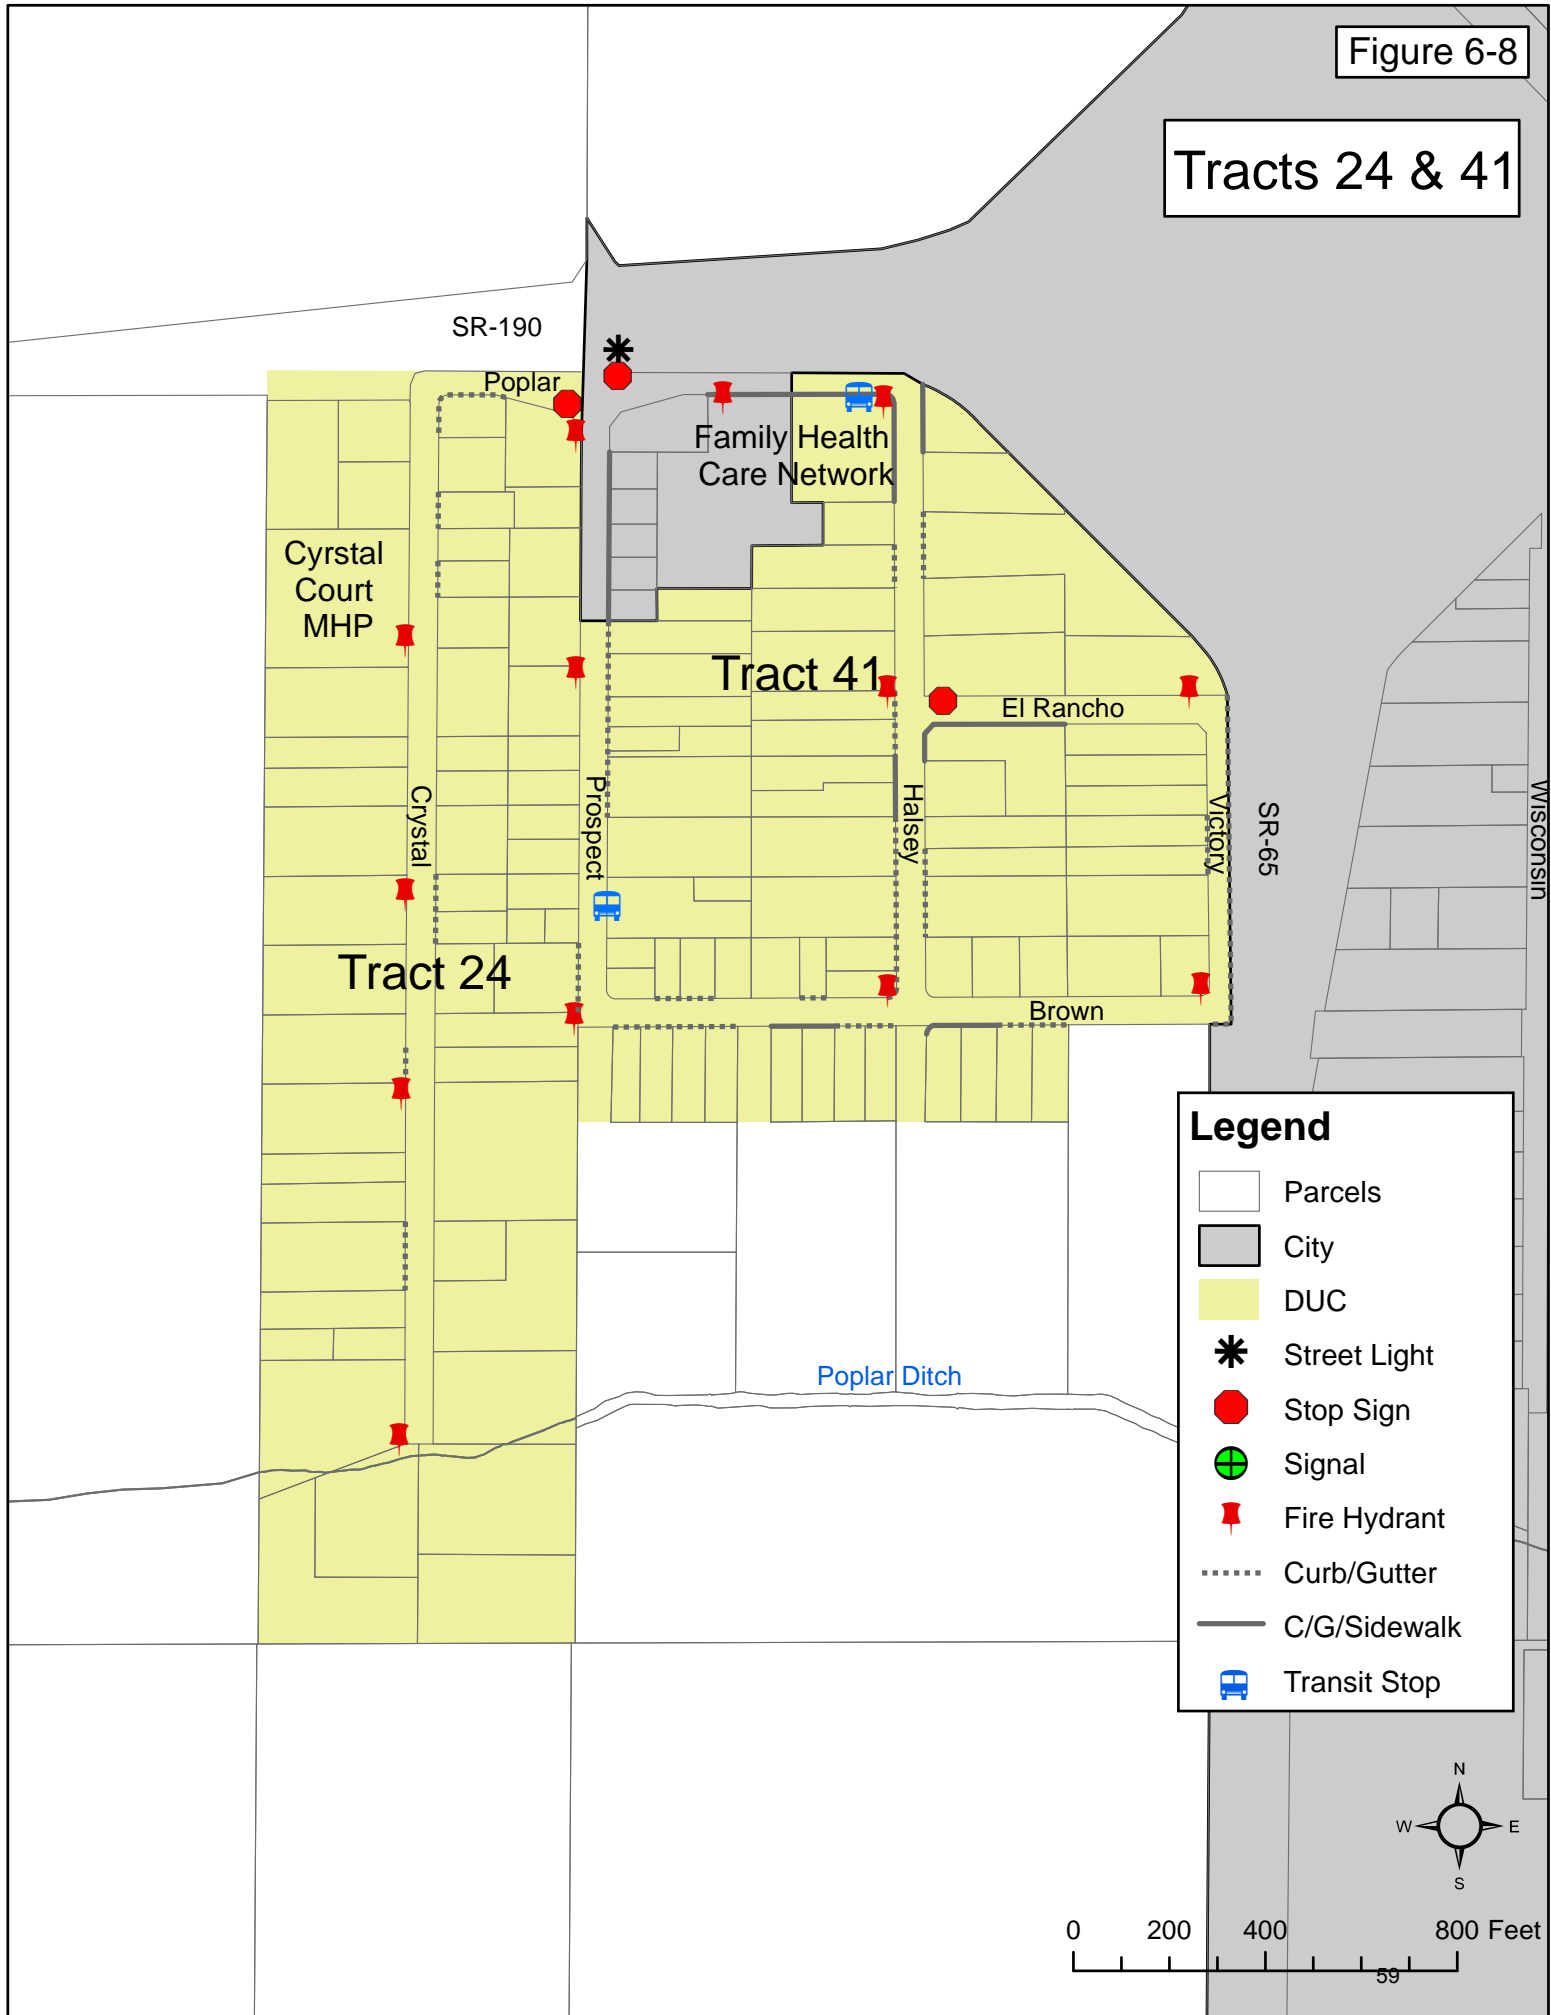 Figure 6-8
Tracts 24 & 41
SR-190
Poplar
Family Health
Care Network
Cyrstal
Court
MHP
Tract 41
El Rancho
Crystal
Prospect
Halsey
Victory
SR-65
Wisconsin
Tract 24
Brown
Poplar Ditch
Legend
Parcels
City
DUC
Street Light
Stop Sign
Signal
Fire Hydrant
Curb/Gutter
C/G/Sidewalk
Transit Stop
N
W E
S
0 200 400 800 Feet
59